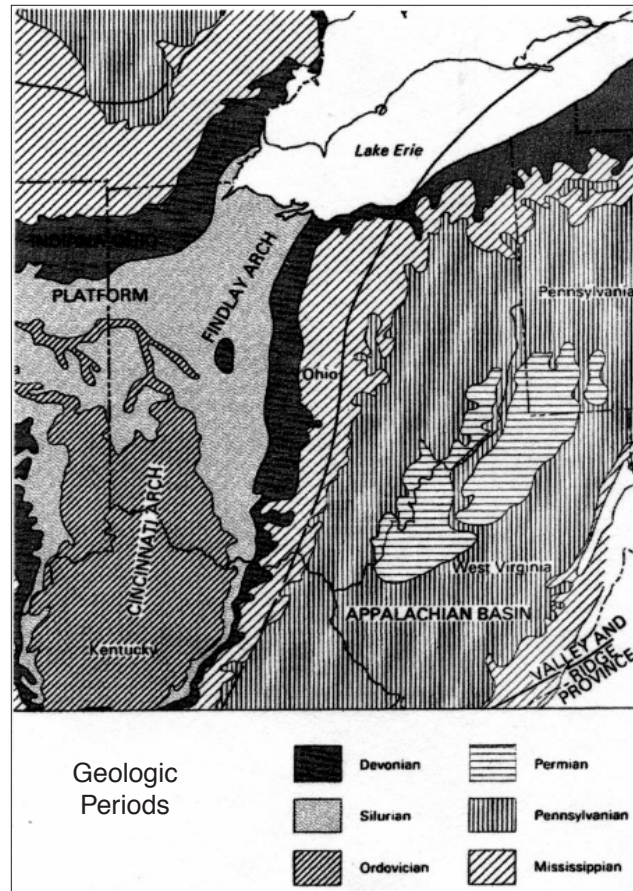 Lake Erie
PLATFORM
FINDLAY ARCH
Pennsylvania
Ohio
a
CINCINNATI ARCH
West Virginia
APPALACHIAN BASIN
Kentucky
VALLEY AND
RIDGE
PROVINCE
Geologic
Periods
Devonian
Permian
Silurian
Pennsylvanian
Ordovician
Mississippian